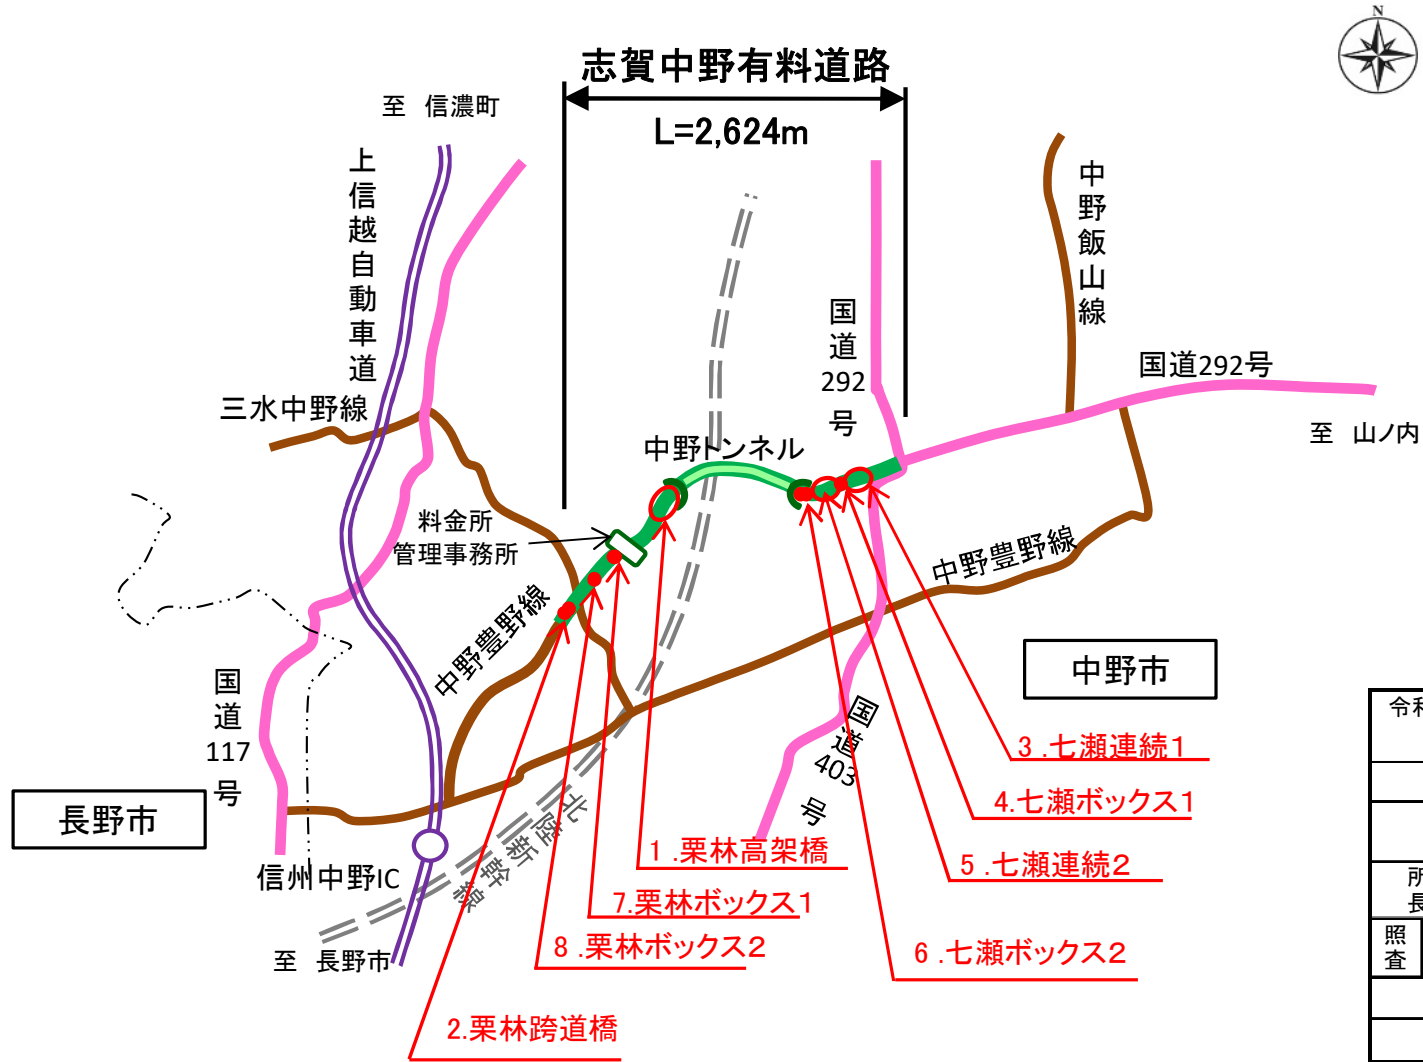 N
志賀中野有料道路
L=2,624m
至 信濃町
上信越自動車道
中野飯山線
国道292号
国道292号
至 山ノ内
三水中野線
中野トンネル
料金所
管理事務所
中野豊野線
中野豊野線
中野市
国道117号
国道403号
長野市
信州中野IC
北陸新幹線
至 長野市
3.七瀬連続1
4.七瀬ボックス1
5.七瀬連続2
6.七瀬ボックス2
1.栗林高架橋
7.栗林ボックス1
8.栗林ボックス2
2.栗林跨道橋
令和
所
長
照
査